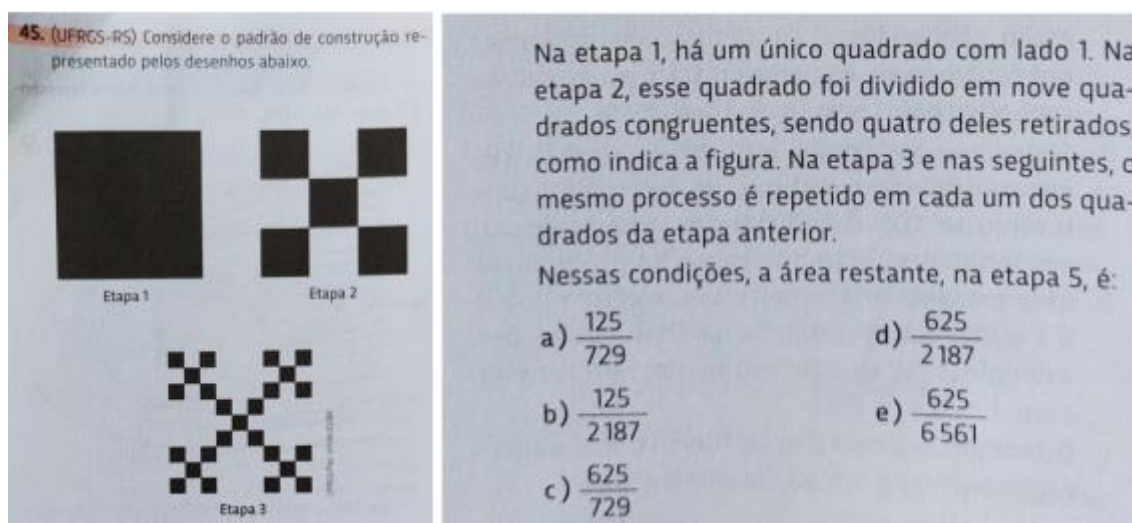 45. (UFRGS-RS) Considere o padrão de construção re-
presentado pelos desenhos abaixo.
Etapa 1
Etapa 2
Etapa 3
Na etapa 1, há um único quadrado com lado 1. Na
etapa 2, esse quadrado foi dividido em nove qua-
drados congruentes, sendo quatro deles retirados,
como indica a figura. Na etapa 3 e nas seguintes, o
mesmo processo é repetido em cada um dos qua-
drados da etapa anterior.
Nessas condições, a área restante, na etapa 5, é:
a) 125/729
b) 125/2187
c) 625/729
d) 625/2187
e) 625/6561